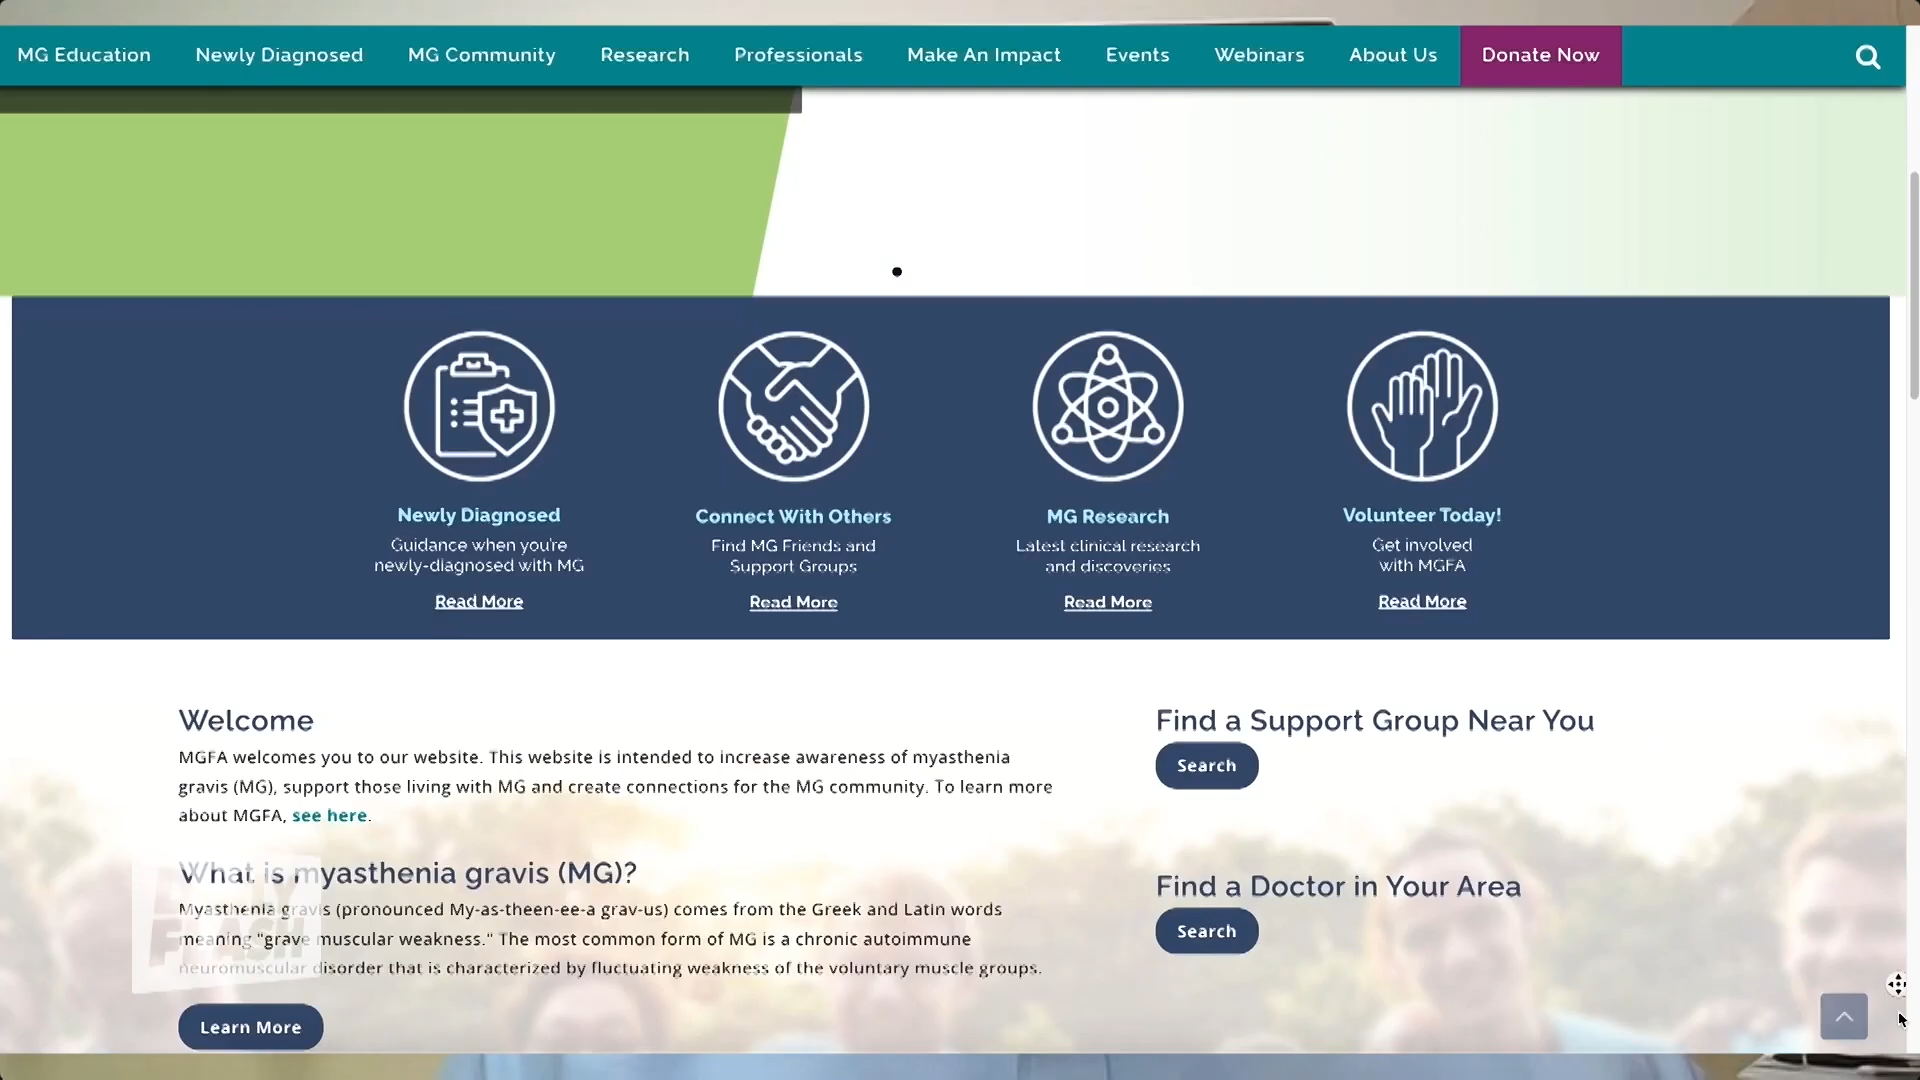 MG Education Newly Diagnosed MG Community Research Professionals Make An Impact Events Webinars About Us Donate Now
Newly Diagnosed
Guidance when you're
newly-diagnosed with MG
Read More
Connect With Others
Find MG Friends and
Support Groups
Read More
MG Research
Latest clinical research
and discoveries
Read More
Volunteer Today!
Get involved
with MGFA
Read More
Welcome
MGFA welcomes you to our website. This website is intended to increase awareness of myasthenia
gravis (MG), support those living with MG and create connections for the MG community. To learn more
about MGFA, see here.
What is myasthenia gravis (MG)?
Myasthenia gravis (pronounced My-as-theen-ee-a grav-us) comes from the Greek and Latin words
meaning "grave muscular weakness." The most common form of MG is a chronic autoimmune
neuromuscular disorder that is characterized by fluctuating weakness of the voluntary muscle groups.
Learn More
Find a Support Group Near You
Search
Find a Doctor in Your Area
Search